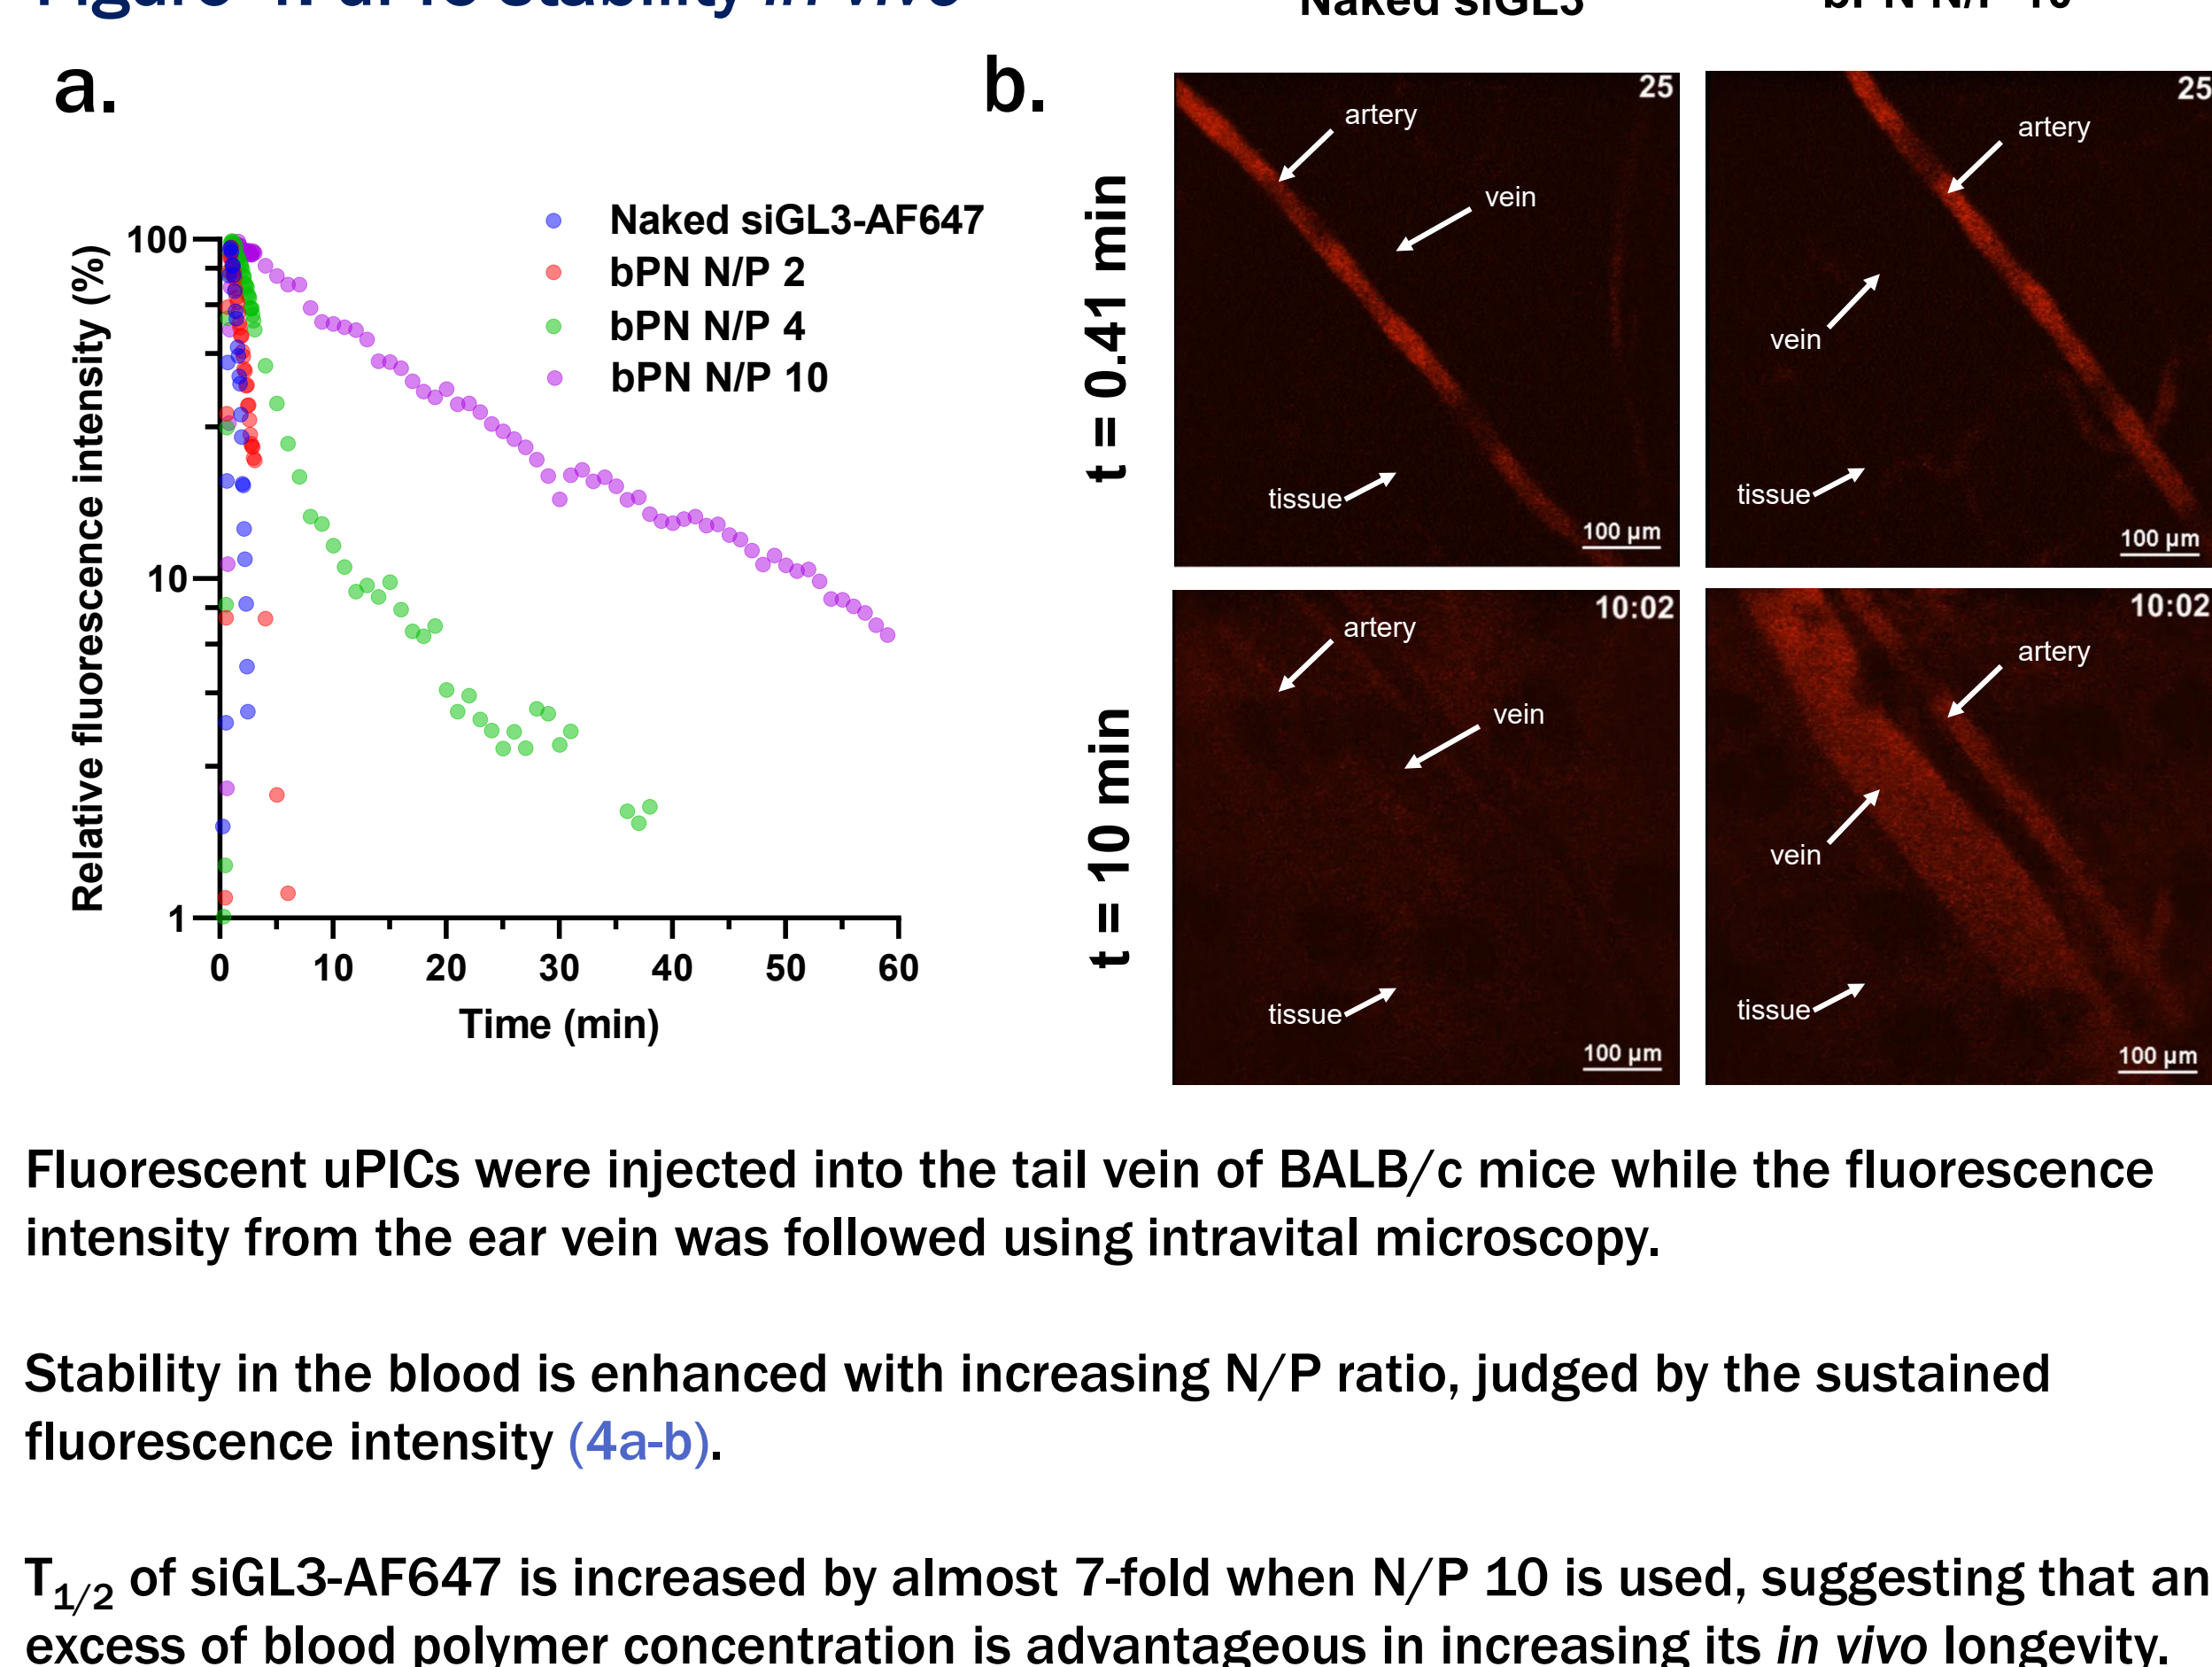 Naked siGL3
bPN N/P 10
a.
b.
Naked siGL3-AF647
bPN N/P 2
bPN N/P 4
bPN N/P 10
Relative fluorescence intensity (%)
100
10
1
0 10 20 30 40 50 60
Time (min)
t = 0.41 min
25
artery
vein
tissue
100 µm
25
artery
vein
tissue
100 µm
t = 10 min
10:02
artery
vein
tissue
100 µm
10:02
artery
vein
tissue
100 µm
Fluorescent uPICs were injected into the tail vein of BALB/c mice while the fluorescence
intensity from the ear vein was followed using intravital microscopy.
Stability in the blood is enhanced with increasing N/P ratio, judged by the sustained
fluorescence intensity (4a-b).
T1/2 of siGL3-AF647 is increased by almost 7-fold when N/P 10 is used, suggesting that an
excess of blood polymer concentration is advantageous in increasing its in vivo longevity.